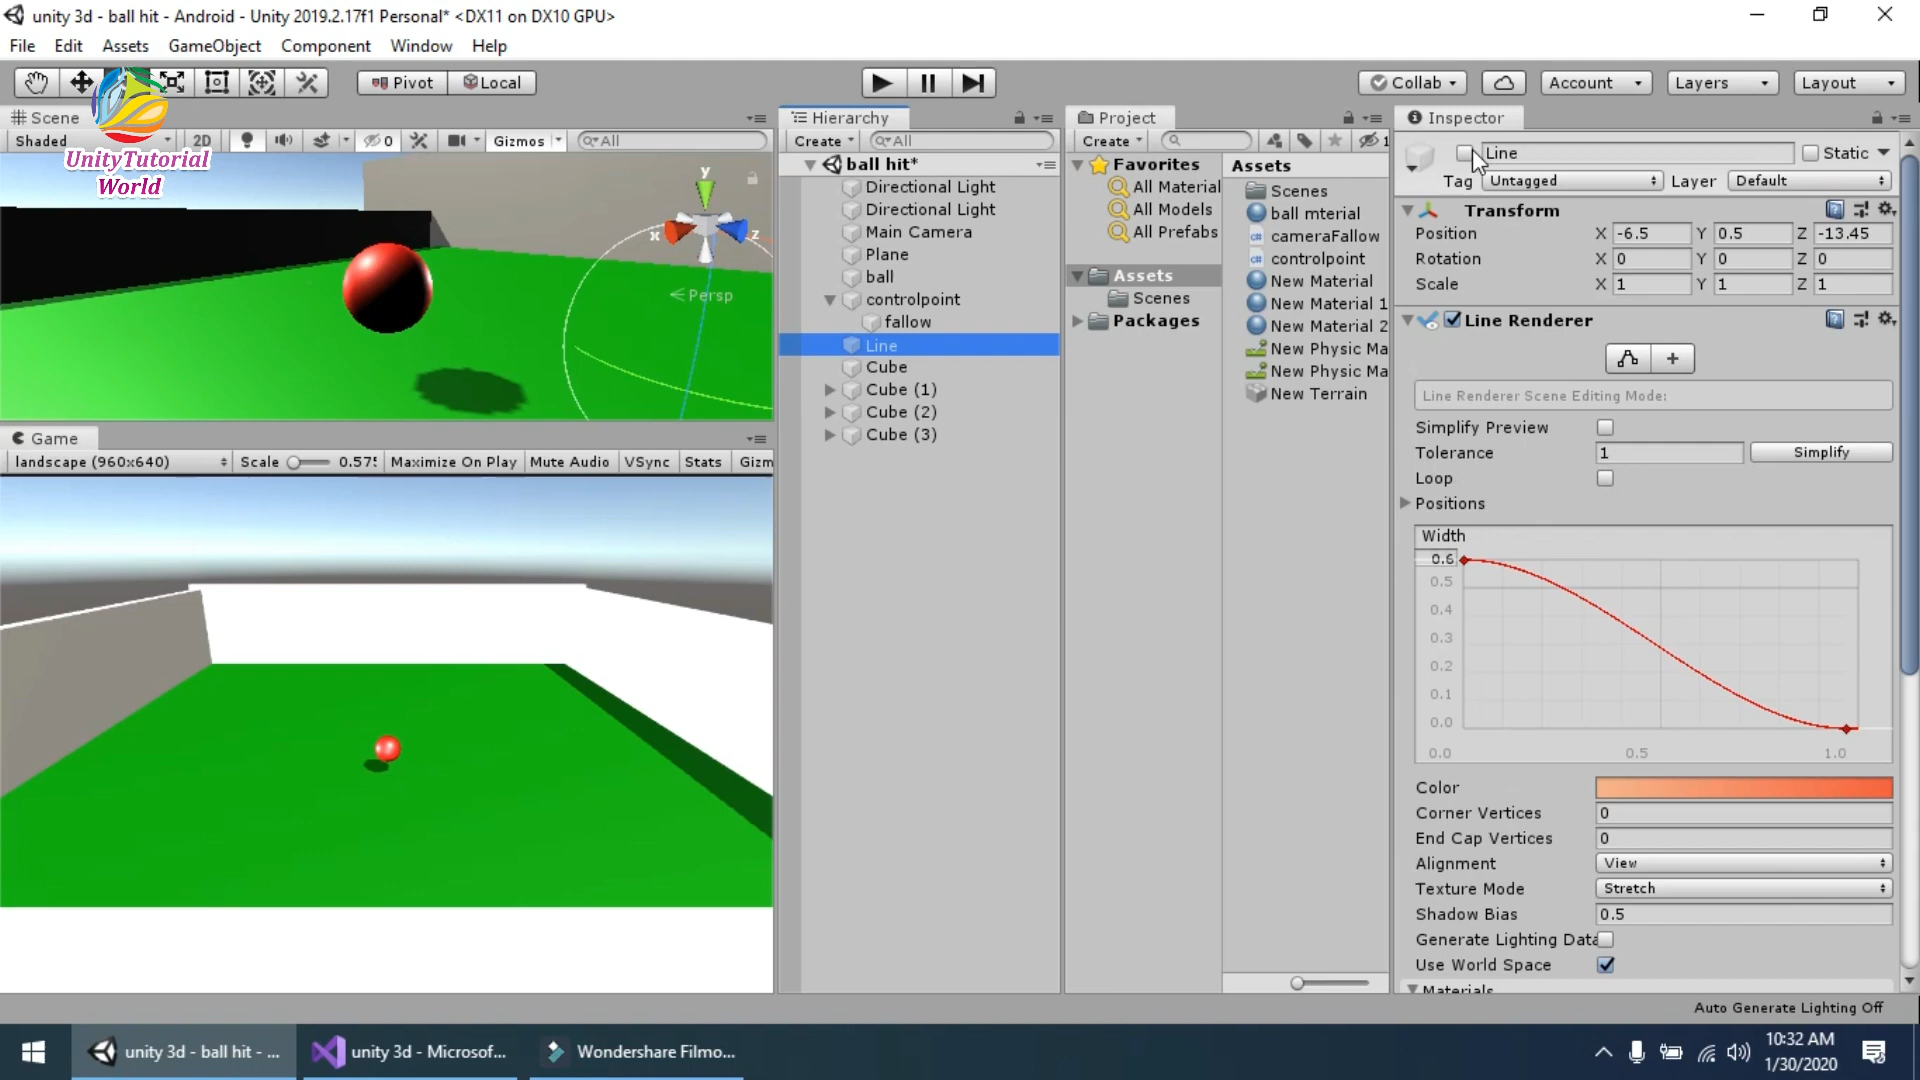 unity 3d - ball hit - Android - Unity 2019.2.17f1 Personal* <DX11 on DX10 GPU>
File Edit Assets GameObject Component Window Help
Pivot Local Collab Account Layers Layout
UnityTutorial
World
Scene
Shaded 2D 0 Gizmos All
y
x
z
Persp
Game
landscape (960x640) Scale 0.57 Maximize On Play Mute Audio VSync Stats Gizm
Hierarchy
Create All
ball hit*
Directional Light
Directional Light
Main Camera
Plane
ball
controlpoint
fallow
Line
Cube
Cube (1)
Cube (2)
Cube (3)
Project
Create 1
Favorites
All Material
All Models
All Prefabs
Assets
Scenes
Packages
Assets
Scenes
ball mterial
cameraFallow
controlpoint
New Material
New Material 1
New Material 2
New Physic Ma
New Physic Ma
New Terrain
Inspector
Line Static
Tag Untagged Layer Default
Transform
Position X -6.5 Y 0.5 Z -13.45
Rotation X 0 Y 0 Z 0
Scale X 1 Y 1 Z 1
Line Renderer
Line Renderer Scene Editing Mode:
Simplify Preview
Tolerance 1 Simplify
Loop
Positions
Width
0.6
0.5
0.4
0.3
0.2
0.1
0.0
0.0 0.5 1.0
Color
Corner Vertices 0
End Cap Vertices 0
Alignment View
Texture Mode Stretch
Shadow Bias 0.5
Generate Lighting Data
Use World Space
Materials
Auto Generate Lighting Off
unity 3d - ball hit - ... unity 3d - Microsof... Wondershare Filmo...
10:32 AM
1/30/2020